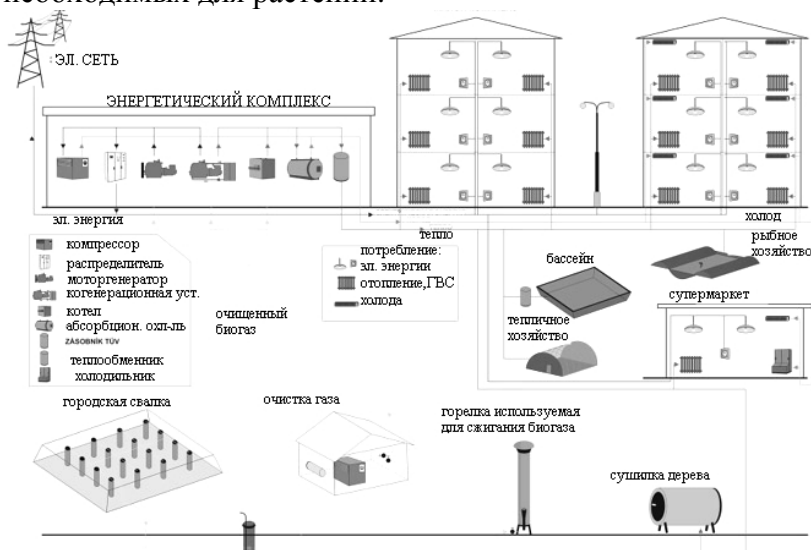 необходимых для растений.
ЭЛ. СЕТЬ
ЭНЕРГЕТИЧЕСКИЙ КОМПЛЕКС
эл. энергия
компрессор
распределитель
моторгенератор
когенерационная уст.
котел
абсорбцион. охл-ль
ZÁSOBNÍK TÚV
теплообменник
холодильник
очищенный
биогаз
тепло
потребление:
эл. энергии
отопление,ГВС
холода
холод
рыбное
хозяйство
бассейн
супермаркет
тепличное
хозяйство
городская свалка
очистка газа
горелка используемая
для сжигания биогаза
сушилка дерева